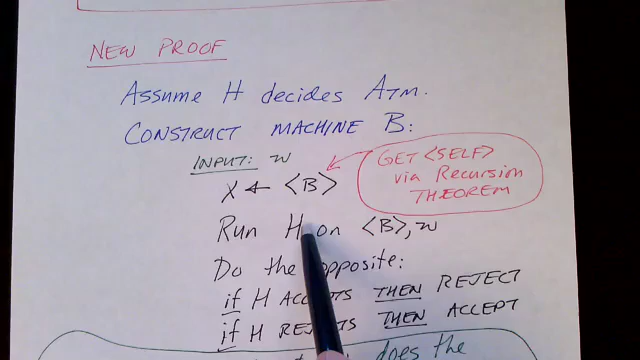 NEW PROOF
Assume H decides ATM.
CONSTRUCT MACHINE B:
INPUT: w
X ← <B>
GET <SELF>
via Recursion
THEOREM
Run H on <B>, w
Do the opposite:
if H ACCEPTS THEN REJECT
if H REJECTS THEN ACCEPT
does the